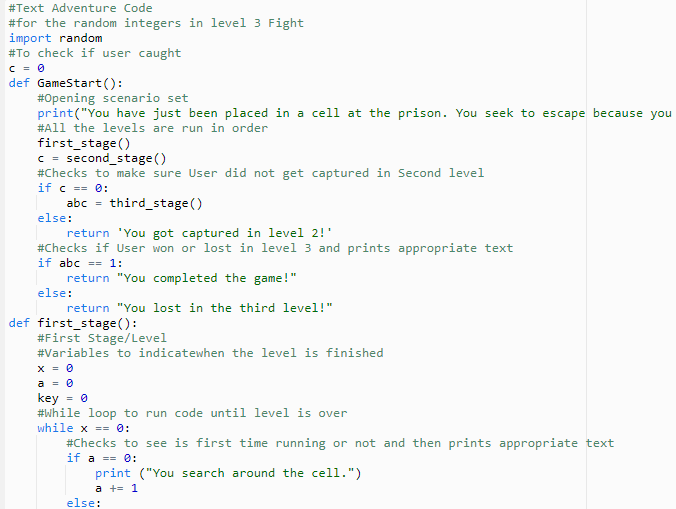 #Text Adventure Code
#for the random integers in level 3 Fight
import random
#To check if user caught
c = 0
def GameStart():
    #Opening scenario set
    print("You have just been placed in a cell at the prison. You seek to escape because you
    #All the levels are run in order
    first_stage()
    c = second_stage()
    #Checks to make sure User did not get captured in Second level
    if c == 0:
        abc = third_stage()
    else:
        return 'You got captured in level 2!'
    #Checks if User won or lost in level 3 and prints appropriate text
    if abc == 1:
        return "You completed the game!"
    else:
        return "You lost in the third level!"
def first_stage():
    #First Stage/Level
    #Variables to indicatewhen the level is finished
    x = 0
    a = 0
    key = 0
    #While loop to run code until level is over
    while x == 0:
        #Checks to see is first time running or not and then prints appropriate text
        if a == 0:
            print ("You search around the cell.")
            a += 1
        else: